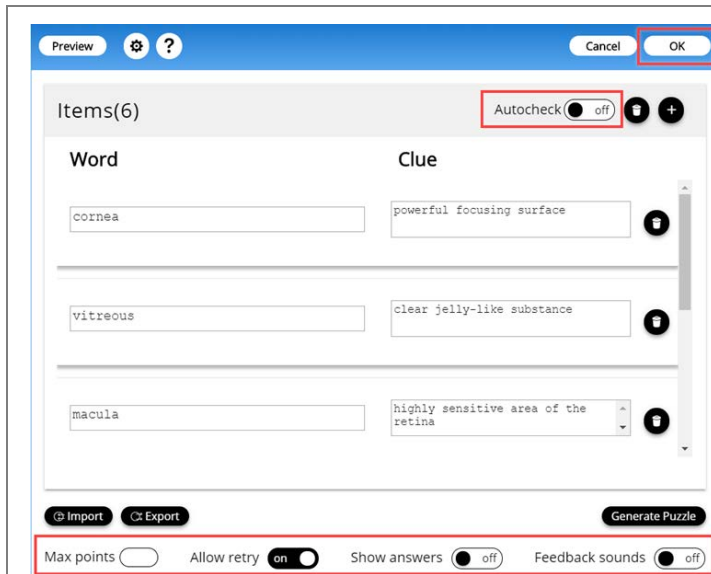 Preview ? Cancel OK
Items(6) Autocheck off +
Word Clue
cornea powerful focusing surface
vitreous clear jelly-like substance
macula highly sensitive area of the
retina
Import Export Generate Puzzle
Max points Allow retry on Show answers off Feedback sounds off